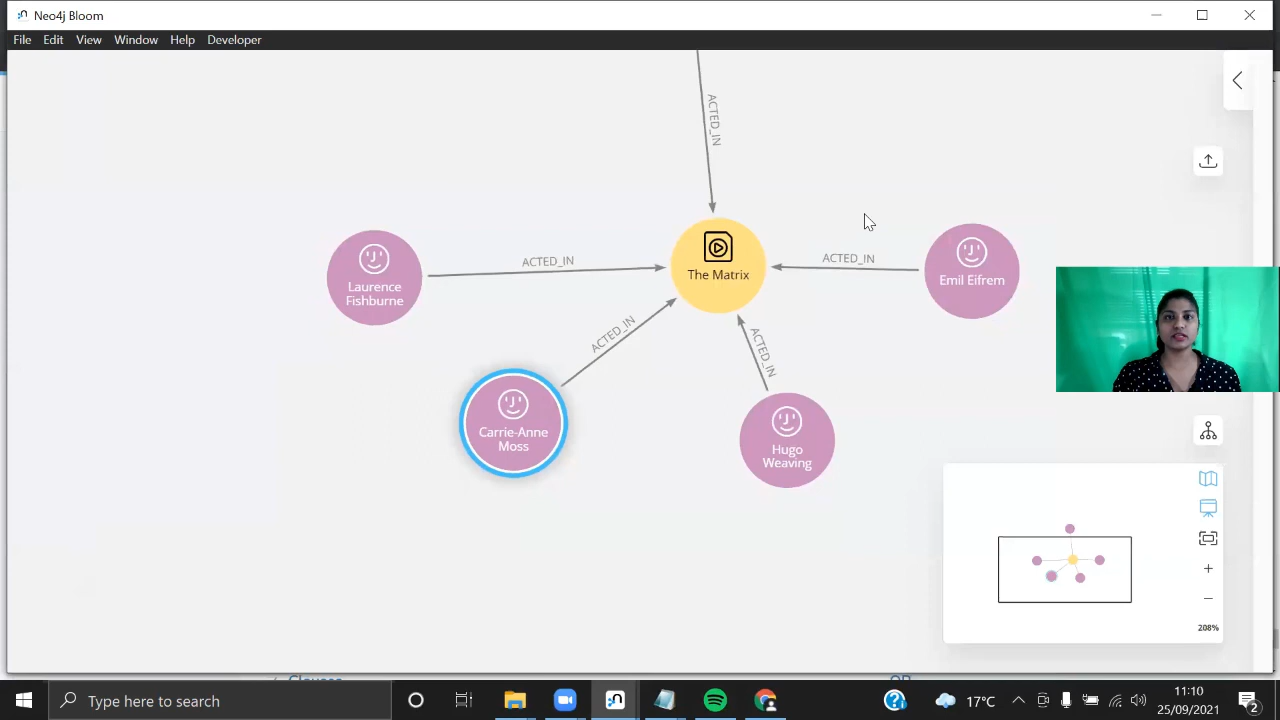 Neo4j Bloom
File Edit View Window Help Developer
ACTED_IN
The Matrix
ACTED_IN
Laurence
Fishburne
ACTED_IN
Emil Eifrem
ACTED_IN
Carrie-Anne
Moss
ACTED_IN
Hugo
Weaving
208%
Type here to search
17°C
11:10
25/09/2021
2